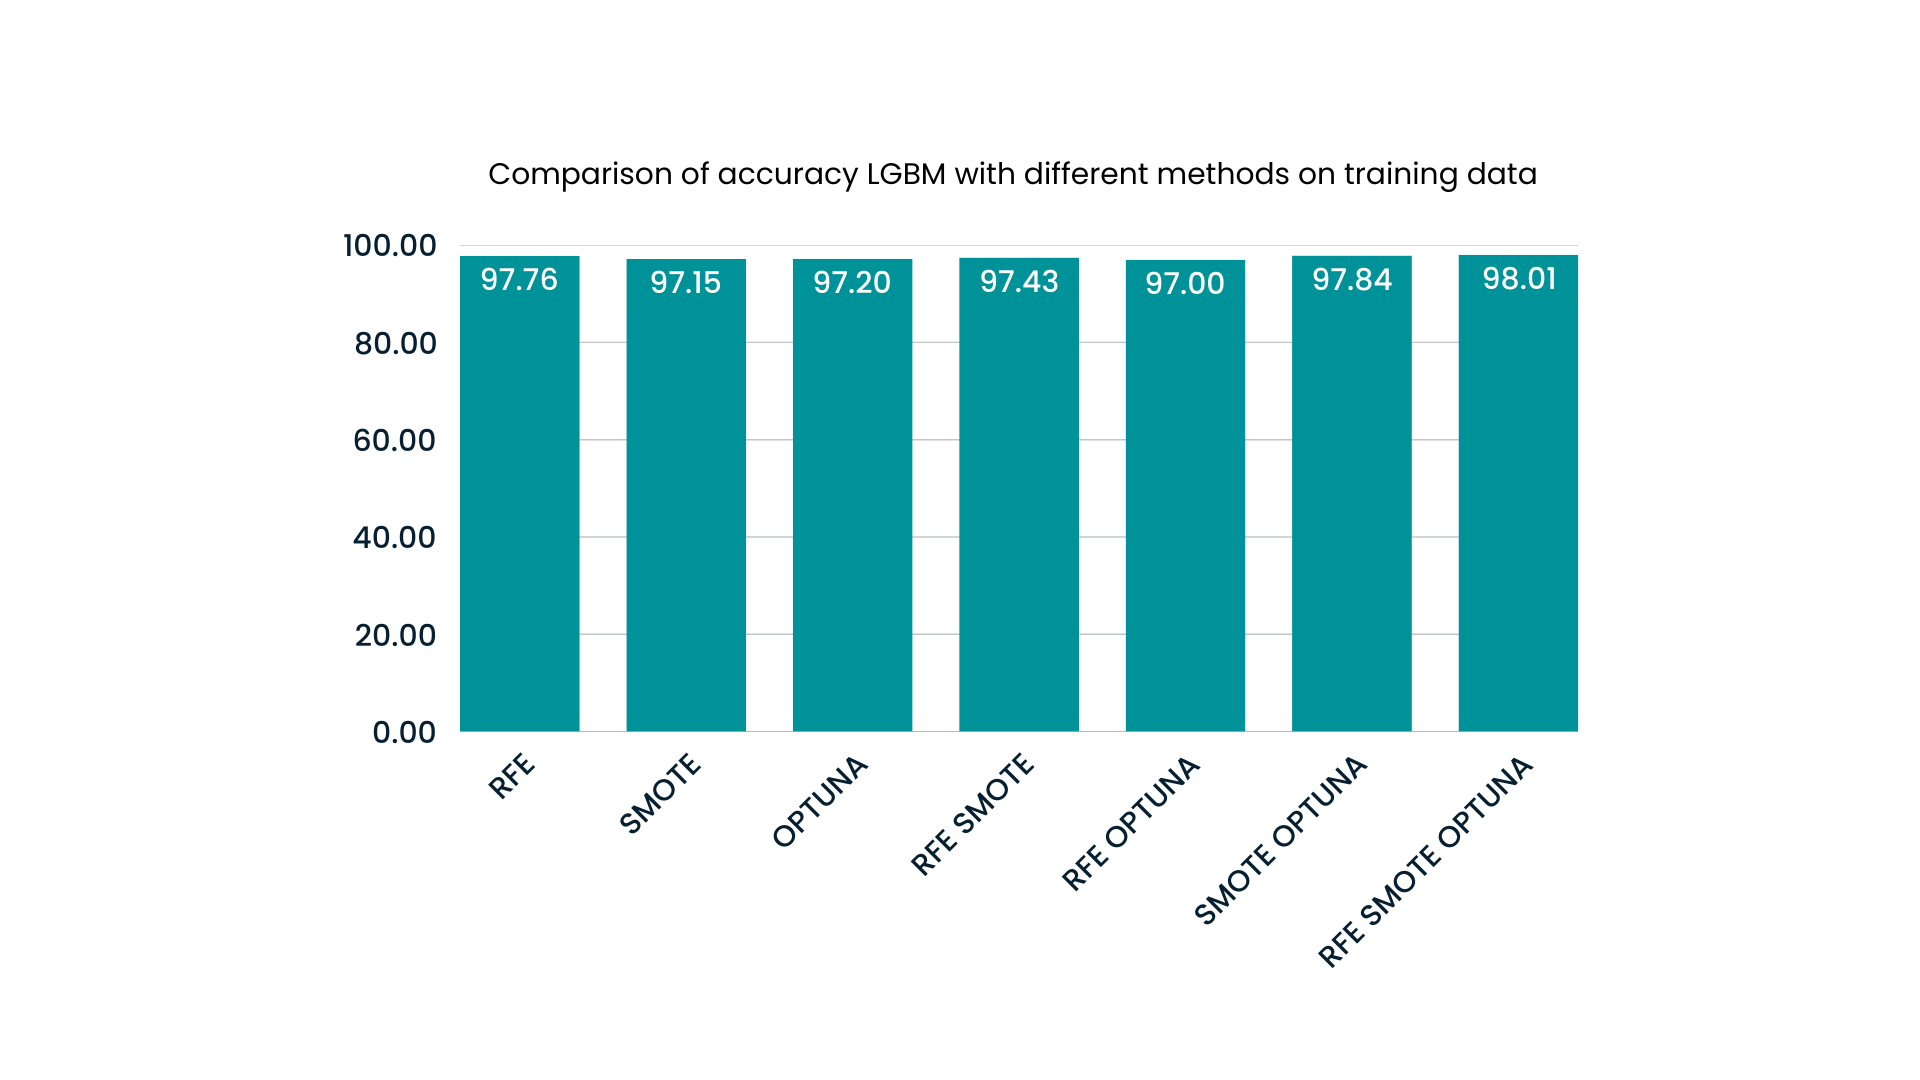 Comparison of accuracy LGBM with different methods on training data
100.00
80.00
60.00
40.00
20.00
0.00
97.76
97.15
97.20
97.43
97.00
97.84
98.01
RFE
SMOTE
OPTUNA
RFE SMOTE
RFE OPTUNA
SMOTE OPTUNA
RFE SMOTE OPTUNA